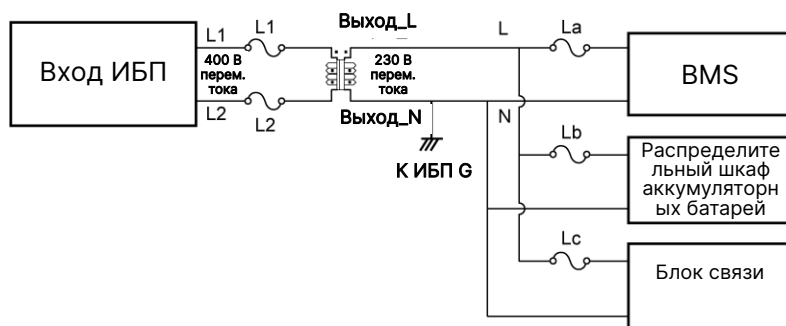 Выход_L
L1
L1
L
La
Вход ИБП
400 В
перем.
тока
230 В
перем.
тока
BMS
L2
L2
Выход_N
N
К ИБП G
Lb
Распределите
льный шкаф
аккумуляторн
ых батарей
Lc
Блок связи